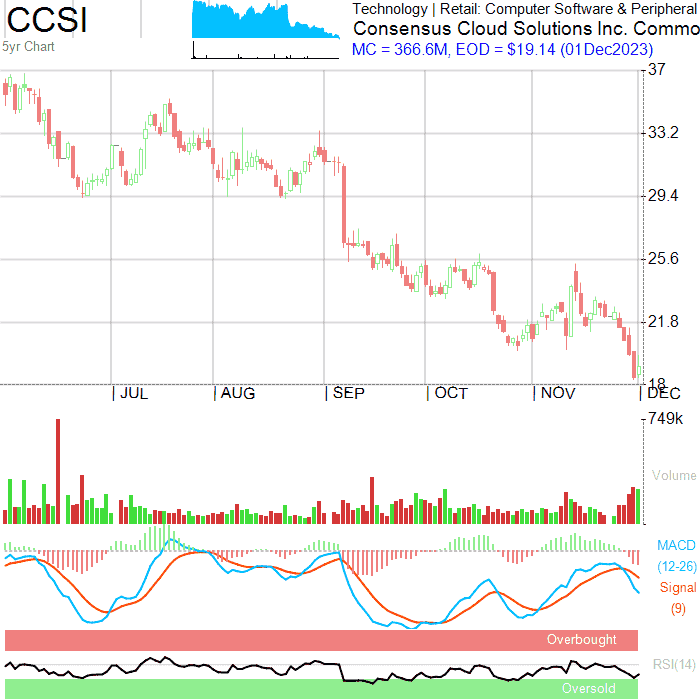 CCSI
5yr Chart
Technology | Retail: Computer Software & Peripheral
Consensus Cloud Solutions Inc. Commo
MC = 366.6M, EOD = $19.14 (01Dec2023)
37
33.2
29.4
25.6
21.8
18
JUL
AUG
SEP
OCT
NOV
DEC
749k
Volume
MACD
(12-26)
Signal
(9)
Overbought
RSI(14)
Oversold